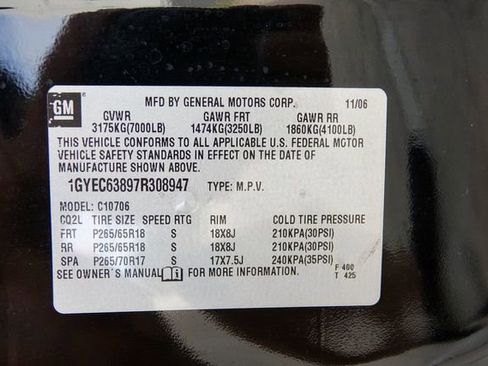 GM MFD BY GENERAL MOTORS CORP. 11/06
GVWR GAWR FRT GAWR RR
3175KG(7000LB) 1474KG(3250LB) 1860KG(4100LB)
THIS VEHICLE CONFORMS TO ALL APPLICABLE U.S. FEDERAL MOTOR
VEHICLE SAFETY STANDARDS IN EFFECT ON THE DATE OF
MANUFACTURE SHOWN ABOVE.
1GYEC63897R308947 TYPE: M.P.V.
MODEL: C10706
CQ2L TIRE SIZE SPEED RTG RIM COLD TIRE PRESSURE
FRT P265/65R18 S 18X8J 210KPA(30PSI)
RR P265/65R18 S 18X8J 210KPA(30PSI)
SPA P265/70R17 S 17X7.5J 240KPA(35PSI)
SEE OWNER'S MANUAL FOR MORE INFORMATION. F 400
T 425